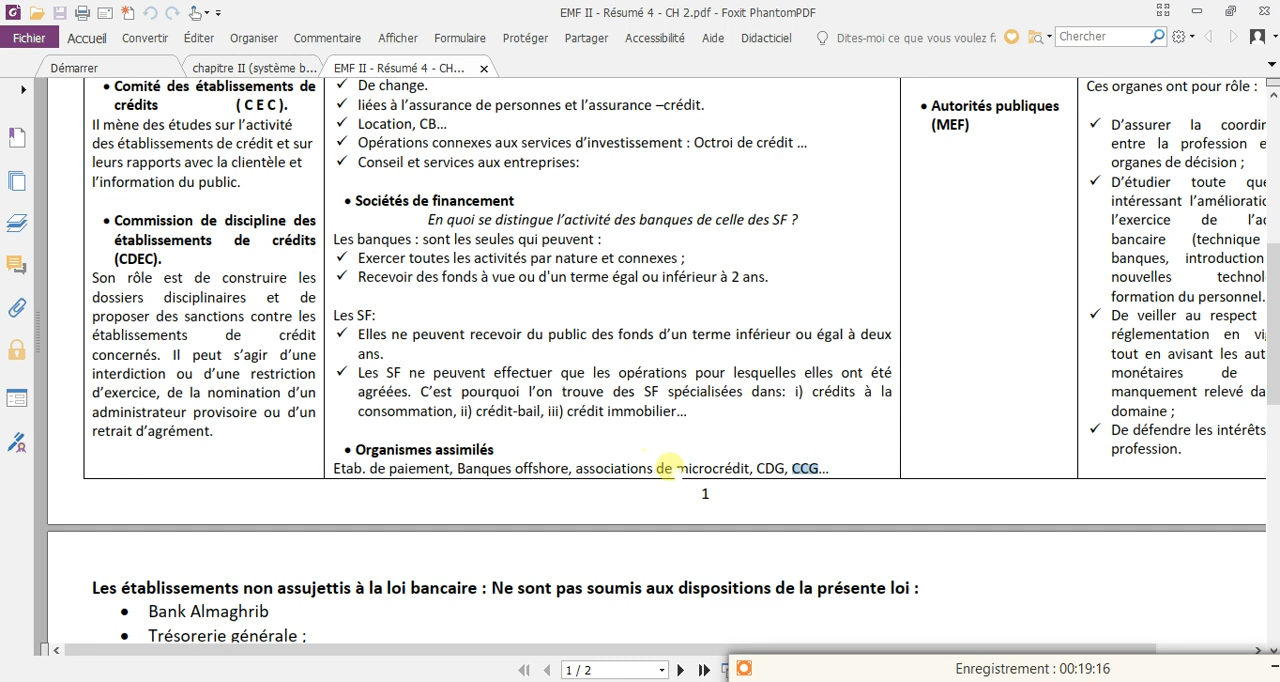 EMF II - Résumé 4 - CH 2.pdf - Foxit PhantomPDF
Fichier Accueil Convertir Éditer Organiser Commentaire Afficher Formulaire Protéger Partager Accessibilité Aide Didacticiel Dites-moi ce que vous voulez f Chercher
Démarrer chapitre II (système b... EMF II - Résumé 4 - CH...
• Comité des établissements de
crédits ( C E C ).
Il mène des études sur l’activité
des établissements de crédit et sur
leurs rapports avec la clientèle et
l’information du public.
• Commission de discipline des
établissements de crédits
(CDEC).
Son rôle est de construire les
dossiers disciplinaires et de
proposer des sanctions contre les
établissements de crédit
concernés. Il peut s’agir d’une
interdiction ou d’une restriction
d’exercice, de la nomination d’un
administrateur provisoire ou d’un
retrait d’agrément.
✓ De change.
✓ liées à l’assurance de personnes et l’assurance –crédit.
✓ Location, CB...
✓ Opérations connexes aux services d’investissement : Octroi de crédit ...
✓ Conseil et services aux entreprises:
• Sociétés de financement
En quoi se distingue l’activité des banques de celle des SF ?
Les banques : sont les seules qui peuvent :
✓ Exercer toutes les activités par nature et connexes ;
✓ Recevoir des fonds à vue ou d'un terme égal ou inférieur à 2 ans.
Les SF:
✓ Elles ne peuvent recevoir du public des fonds d’un terme inférieur ou égal à deux
ans.
✓ Les SF ne peuvent effectuer que les opérations pour lesquelles elles ont été
agréées. C’est pourquoi l’on trouve des SF spécialisées dans: i) crédits à la
consommation, ii) crédit-bail, iii) crédit immobilier...
• Organismes assimilés
Etab. de paiement, Banques offshore, associations de microcrédit, CDG, CCG...
• Autorités publiques
(MEF)
Ces organes ont pour rôle :
✓ D’assurer la coordin
entre la profession e
organes de décision ;
✓ D’étudier toute que
intéressant l’amélioratio
l’exercice de l’ac
bancaire (technique
banques, introduction
nouvelles technol
formation du personnel.
✓ De veiller au respect
réglementation en vi
tout en avisant les aut
monétaires de
manquement relevé da
domaine ;
✓ De défendre les intérêts
profession.
1
Les établissements non assujettis à la loi bancaire : Ne sont pas soumis aux dispositions de la présente loi :
• Bank Almaghrib
• Trésorerie générale ;
1 / 2
Enregistrement : 00:19:16